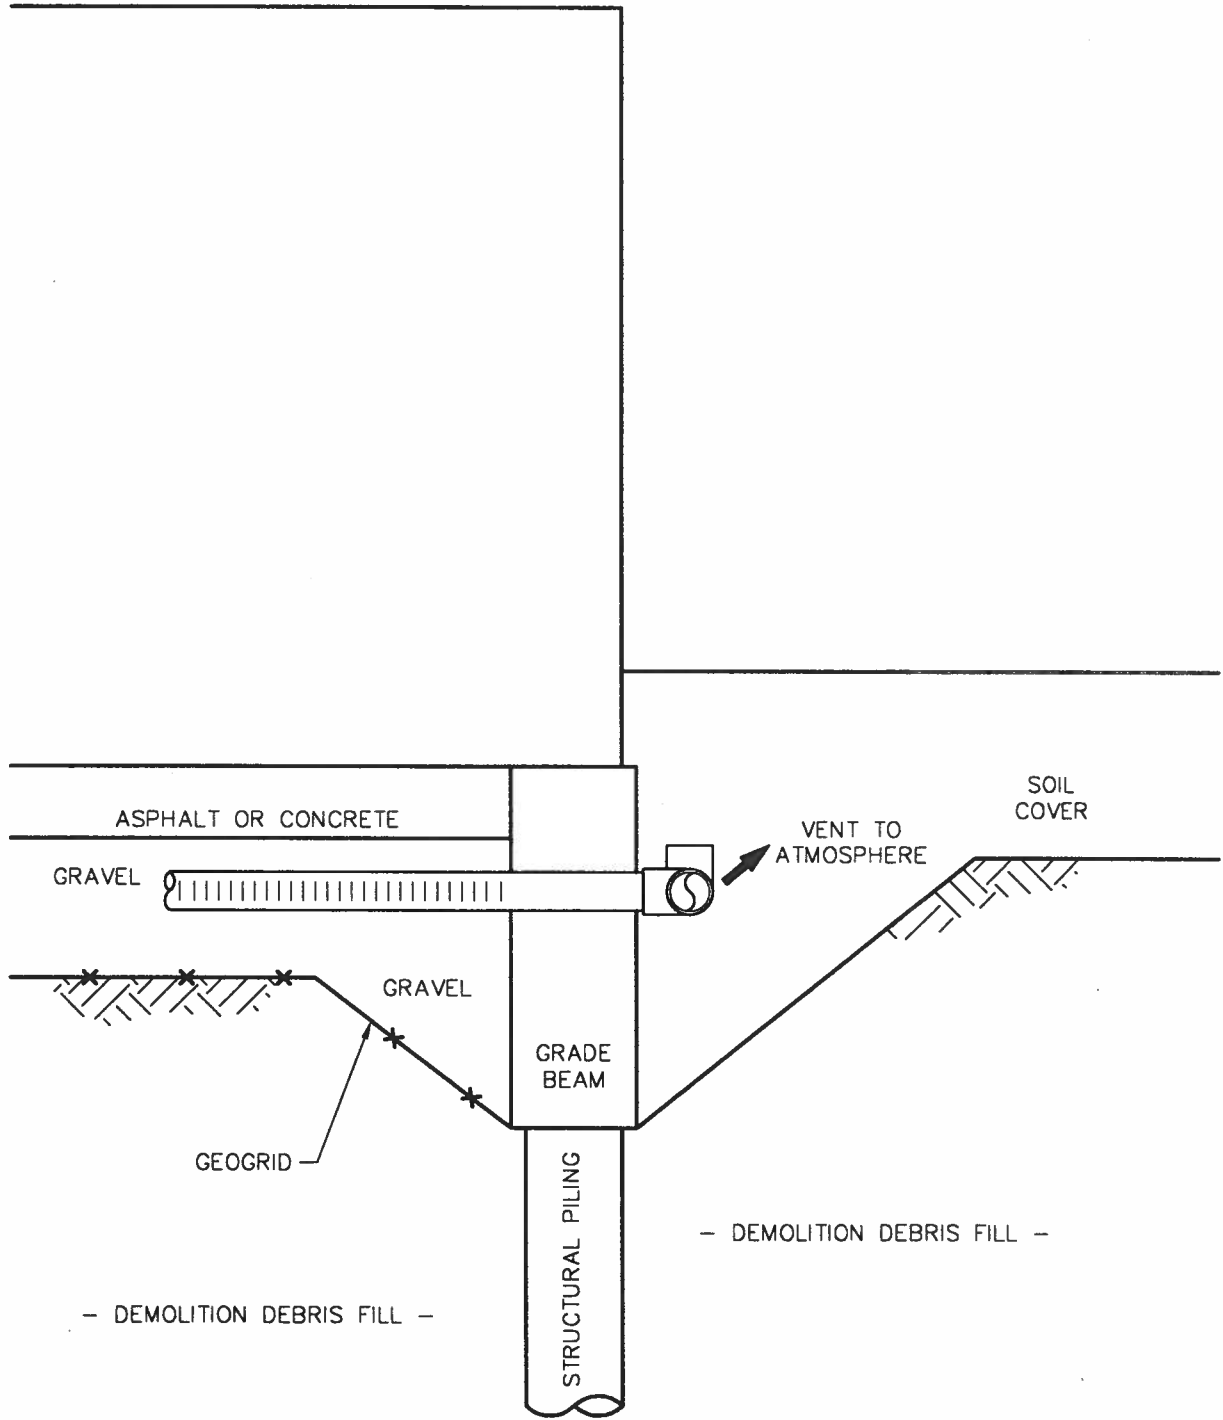 SOIL
COVER
ASPHALT OR CONCRETE
VENT TO
ATMOSPHERE
GRAVEL
GRAVEL
GRADE
BEAM
GEOGRID
STRUCTURAL PILING
- DEMOLITION DEBRIS FILL -
- DEMOLITION DEBRIS FILL -